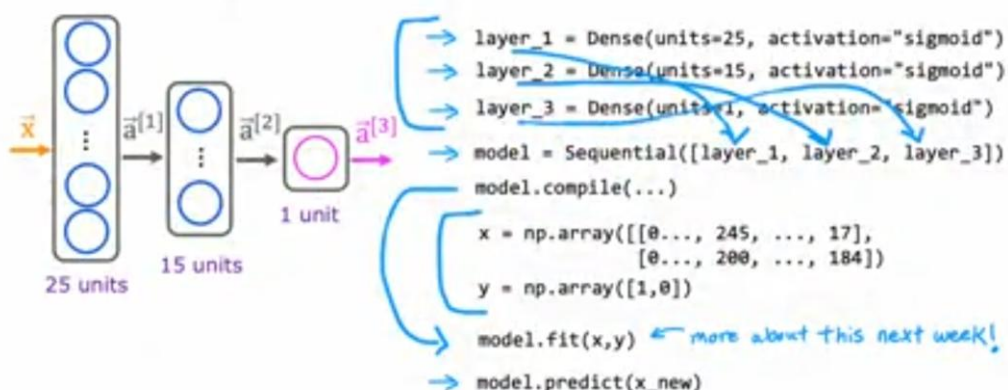 x⃗
a⃗[1]
a⃗[2]
a⃗[3]
25 units
15 units
1 unit
layer_1 = Dense(units=25, activation="sigmoid")
layer_2 = Dense(units=15, activation="sigmoid")
layer_3 = Dense(units=1, activation="sigmoid")
model = Sequential([layer_1, layer_2, layer_3])
model.compile(...)
x = np.array([[0..., 245, ..., 17],
[0..., 200, ..., 184])
y = np.array([1,0])
model.fit(x,y) ← more about this next week!
model.predict(x_new)